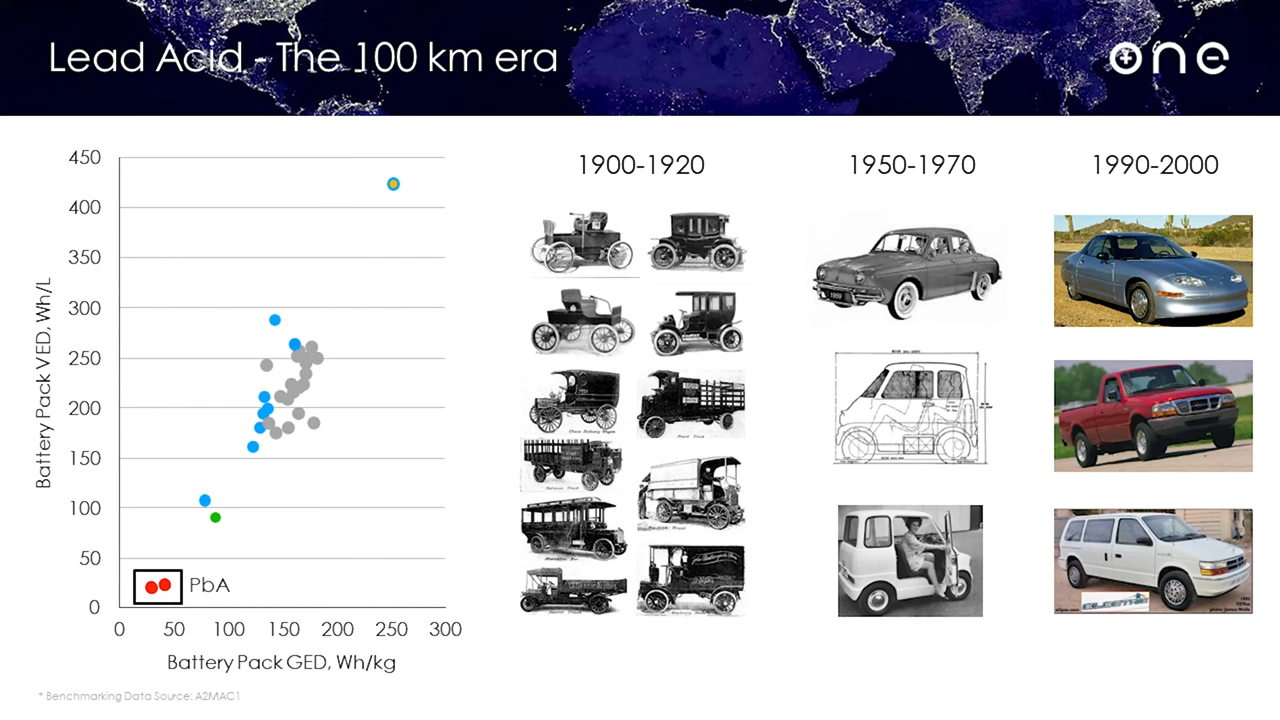 Lead Acid - The 100 km era
one
450
400
350
300
250
200
150
100
50
0
Battery Pack VED, Wh/L
PbA
0 50 100 150 200 250 300
Battery Pack GED, Wh/kg
* Benchmarking Data Source: A2MAC1
1900-1920
1950-1970
1990-2000